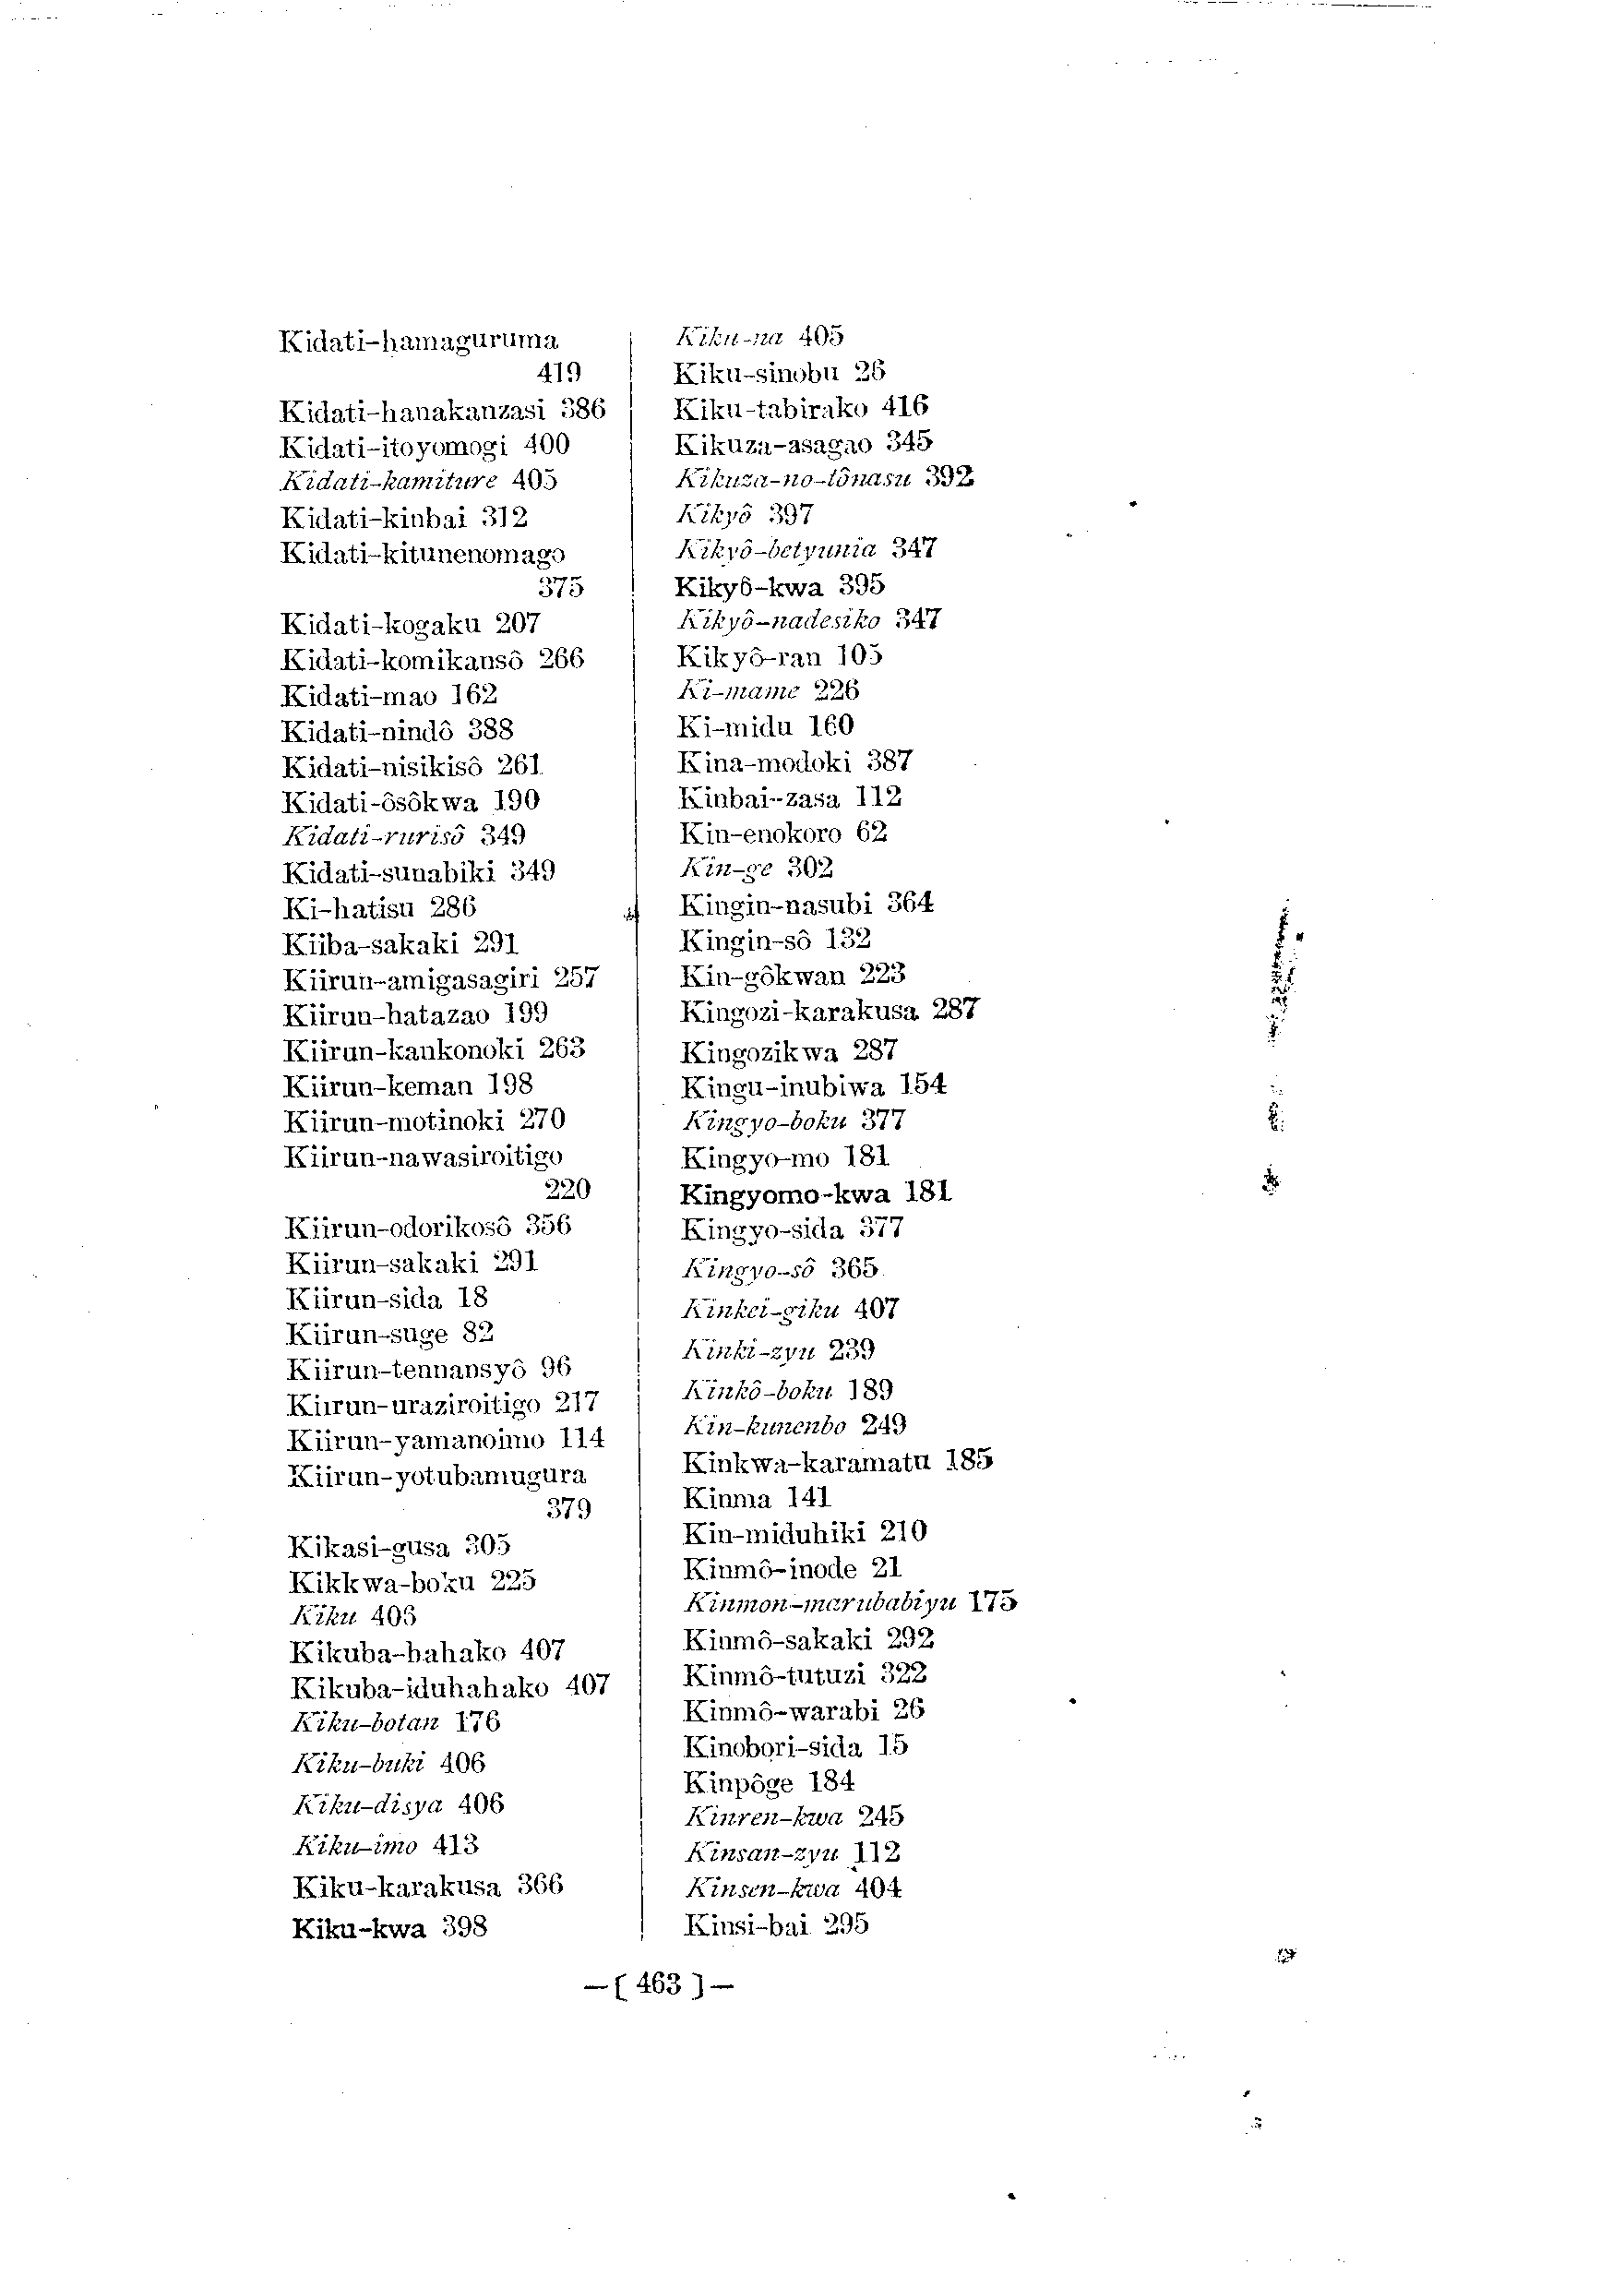 Kidati-hamaguruma
419
Kidati-hanakanzasi 386
Kidati-itoyomogi 400
Kidati-kamiture 405
Kidati-kinbai 312
Kidati-kitunenomago
375
Kidati-kogaku 207
Kidati-komikansô 266
Kidati-mao 162
Kidati-nindô 388
Kidati-nisikisô 261
Kidati-ôsôkwa 190
Kidati-rurisô 349
Kidati-sunabiki 349
Ki-hatisu 286
Kiiba-sakaki 291
Kiirun-amigasagiri 257
Kiirun-hatazao 199
Kiirun-kankonoki 263
Kiirun-keman 198
Kiirun-motinoki 270
Kiirun-nawasiroitigo
220
Kiirun-odorikosô 356
Kiirun-sakaki 291
Kiirun-sida 18
Kiirun-suge 82
Kiirun-tennansyô 96
Kiirun-uraziroitigo 217
Kiirun-yamanoimo 114
Kiirun-yotubamugura
379
Kikasi-gusa 305
Kikkwa-boku 225
Kiku 406
Kikuba-hahako 407
Kikuba-iduhahako 407
Kiku-botan 176
Kiku-buki 406
Kiku-disya 406
Kiku-imo 413
Kiku-karakusa 366
Kiku-kwa 398
Kiku-na 405
Kiku-sinobu 26
Kiku-tabirako 416
Kikuza-asagao 345
Kikuza-no-tônasu 392
Kikyô 397
Kikyô-betyunia 347
Kikyô-kwa 395
Kikyô-nadesiko 347
Kikyô-ran 105
Ki-mame 226
Ki-midu 160
Kina-modoki 387
Kinbai-zasa 112
Kin-enokoro 62
Kin-ge 302
Kingin-nasubi 364
Kingin-sô 132
Kin-gôkwan 223
Kingozi-karakusa 287
Kingozikwa 287
Kingu-inubiwa 154
Kingyo-boku 377
Kingyo-mo 181
Kingyomo-kwa 181
Kingyo-sida 377
Kingyo-sô 365
Kinkei-giku 407
Kinki-zyu 239
Kinkô-boku 189
Kin-kunenbo 249
Kinkwa-karamatu 185
Kinma 141
Kin-miduhiki 210
Kinmô-inode 21
Kinmon-marubabiyu 175
Kinmô-sakaki 292
Kinmô-tutuzi 322
Kinmô-warabi 26
Kinobori-sida 15
Kinpôge 184
Kinren-kwa 245
Kinsan-zyu 112
Kinsen-kwa 404
Kinsi-bai 295
—( 463 )—